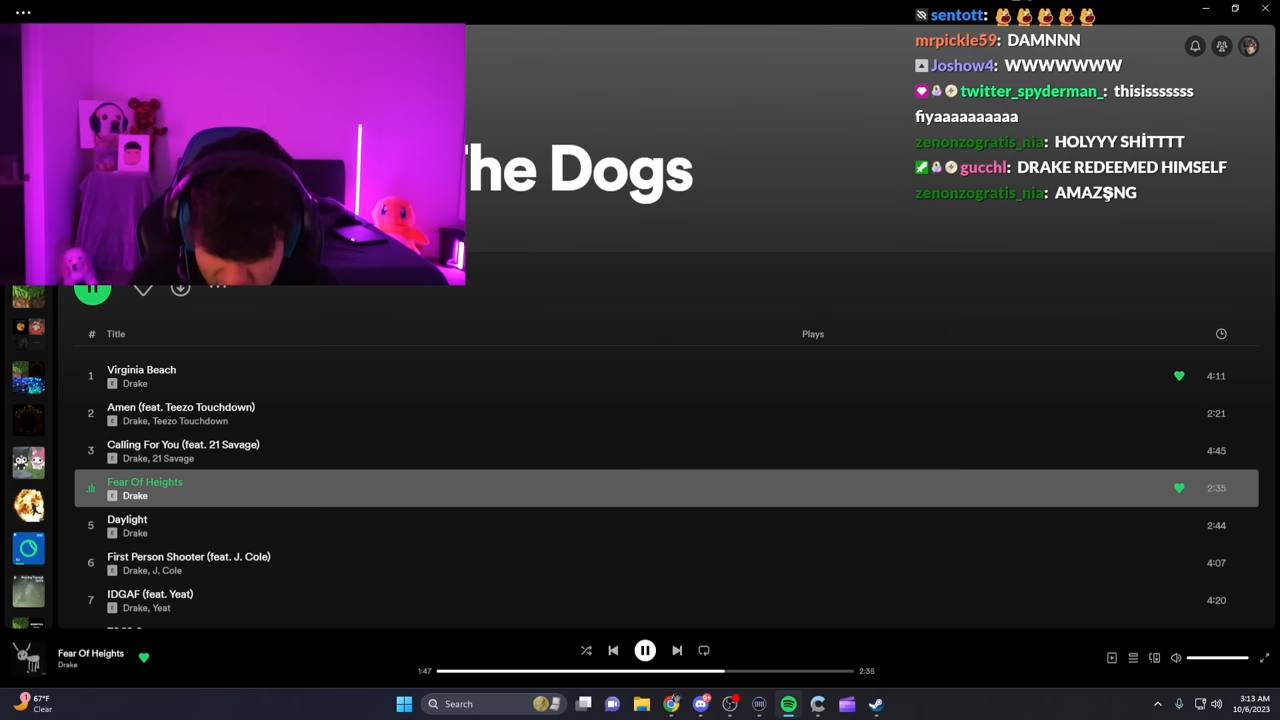 sentott:
mrpickle59: DAMNNN
Joshow4: WWWWWWW
twitter_spyderman_: thisisssssss
fiyaaaaaaaaaa
zenonzogratis_nia: HOLYYY SHİTTTT
gucchl: DRAKE REDEEMED HIMSELF
zenonzogratis_nia: AMAZŞNG
he Dogs
# Title Plays
1 Virginia Beach 4:11
E Drake
2 Amen (feat. Teezo Touchdown) 2:21
E Drake, Teezo Touchdown
3 Calling For You (feat. 21 Savage) 4:45
E Drake, 21 Savage
Fear Of Heights 2:35
E Drake
5 Daylight 2:44
E Drake
6 First Person Shooter (feat. J. Cole) 4:07
E Drake, J. Cole
7 IDGAF (feat. Yeat) 4:20
E Drake, Yeat
Fear Of Heights
Drake
1:47 2:35
67°F
Clear
Search
3:13 AM
10/6/2023